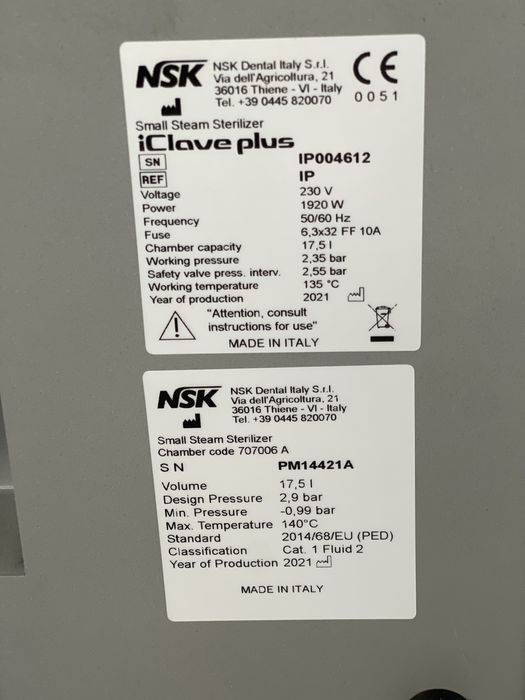 NSK
NSK Dental Italy S.r.l.
Via dell'Agricoltura, 21
36016 Thiene - VI - Italy
Tel. +39 0445 820070
CE
0051
Small Steam Sterilizer
iClave plus
SN IP004612
REF IP
Voltage 230 V
Power 1920 W
Frequency 50/60 Hz
Fuse 6,3x32 FF 10A
Chamber capacity 17,5 l
Working pressure 2,35 bar
Safety valve press. interv. 2,55 bar
Working temperature 135 °C
Year of production 2021
"Attention, consult
instructions for use"
MADE IN ITALY
NSK
NSK Dental Italy S.r.l.
Via dell'Agricoltura, 21
36016 Thiene - VI - Italy
Tel. +39 0445 820070
Small Steam Sterilizer
Chamber code 707006 A
S N PM14421A
Volume 17,5 l
Design Pressure 2,9 bar
Min. Pressure -0,99 bar
Max. Temperature 140°C
Standard 2014/68/EU (PED)
Classification Cat. 1 Fluid 2
Year of Production 2021
MADE IN ITALY